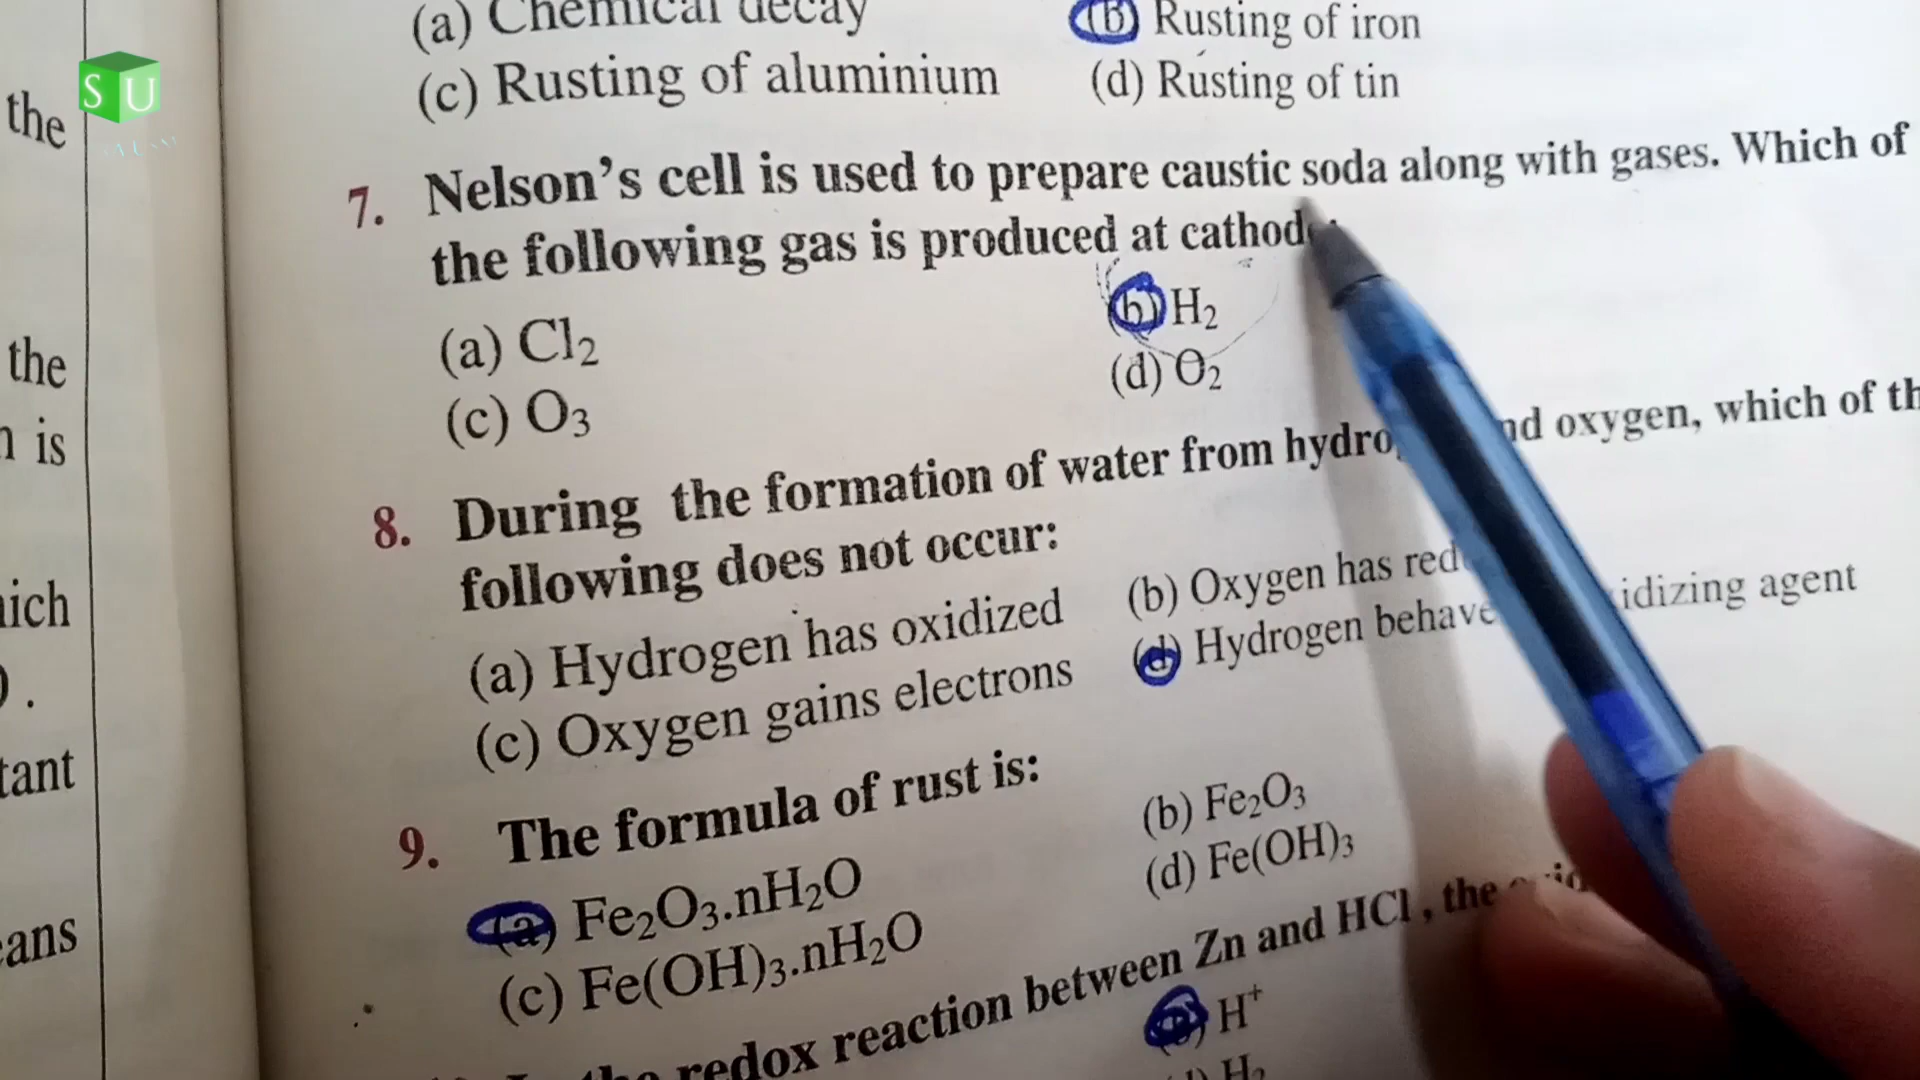 (a) Chemical decay (b) Rusting of iron
(c) Rusting of aluminium (d) Rusting of tin
7. Nelson's cell is used to prepare caustic soda along with gases. Which of
the following gas is produced at cathod
(a) Cl₂ (b) H₂
(c) O₃ (d) O₂
8. During the formation of water from hydro nd oxygen, which of th
following does not occur:
(a) Hydrogen has oxidized (b) Oxygen has red
(c) Oxygen gains electrons (d) Hydrogen behave idizing agent
9. The formula of rust is:
(a) Fe₂O₃.nH₂O (b) Fe₂O₃
(c) Fe(OH)₃.nH₂O (d) Fe(OH)₃
redox reaction between Zn and HCl, the
H⁺
H₂
the
the
is
ich
tant
ans
S U